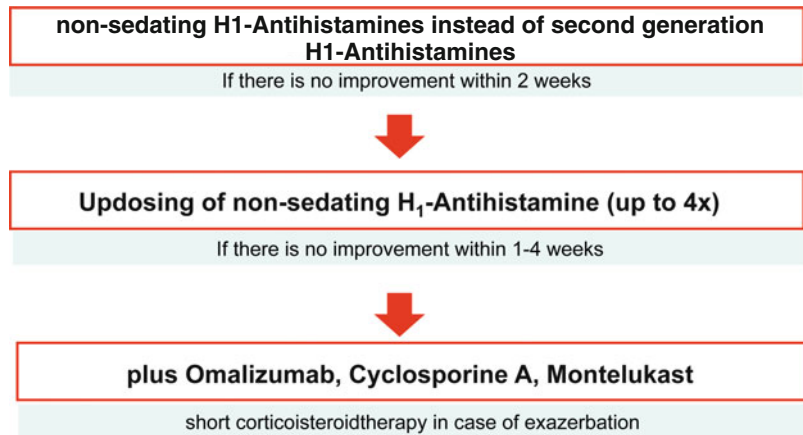 non-sedating H1-Antihistamines instead of second generation
H1-Antihistamines
If there is no improvement within 2 weeks
Updosing of non-sedating H₁-Antihistamine (up to 4x)
If there is no improvement within 1-4 weeks
plus Omalizumab, Cyclosporine A, Montelukast
short corticoisteroidtherapy in case of exazerbation